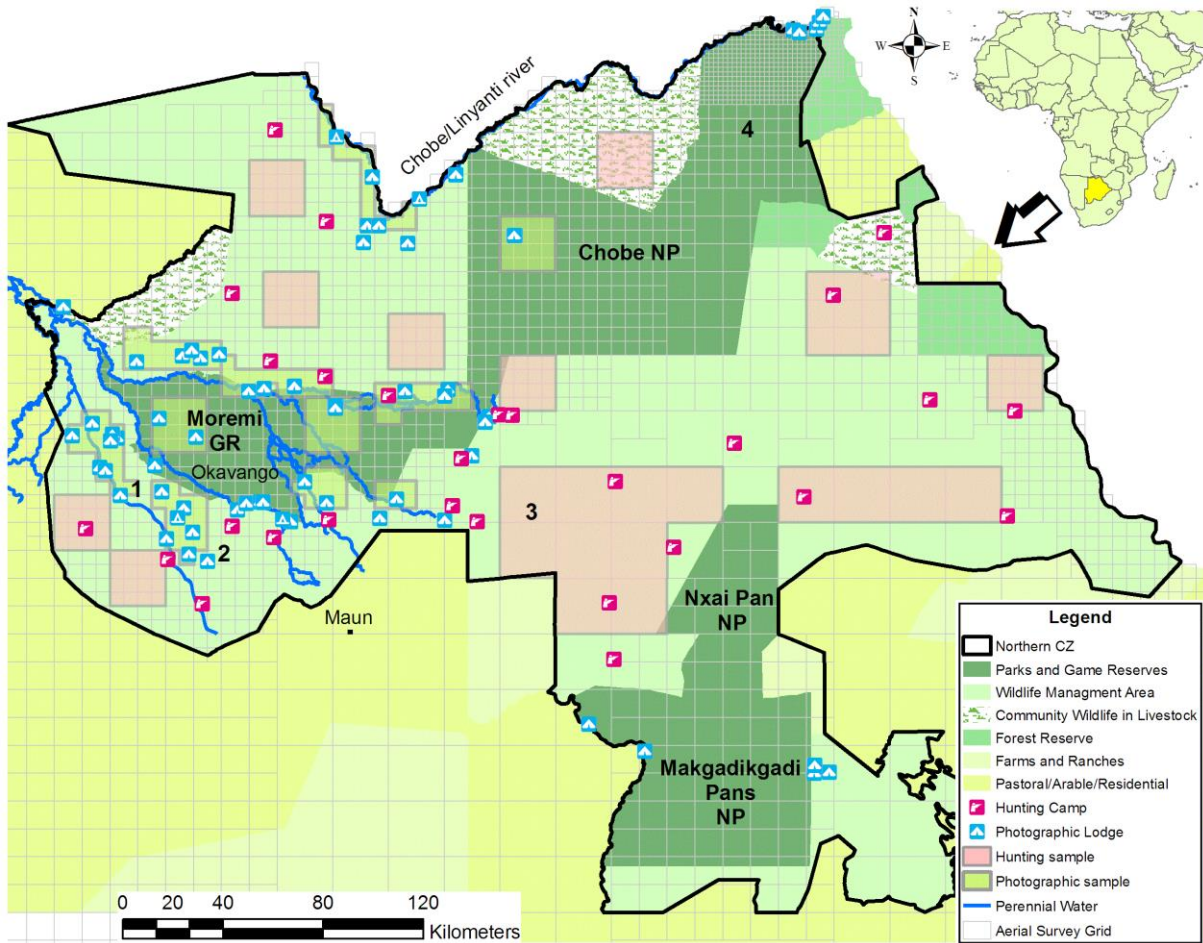 N
W E
S
Chobe/Linyanti river
4
Chobe NP
Moremi
GR
Okavango
1
2
3
Maun
Nxai Pan
NP
Makgadikgadi
Pans
NP
0 20 40 80 120
Kilometers
Legend
Northern CZ
Parks and Game Reserves
Wildlife Managment Area
Community Wildlife in Livestock
Forest Reserve
Farms and Ranches
Pastoral/Arable/Residential
Hunting Camp
Photographic Lodge
Hunting sample
Photographic sample
Perennial Water
Aerial Survey Grid